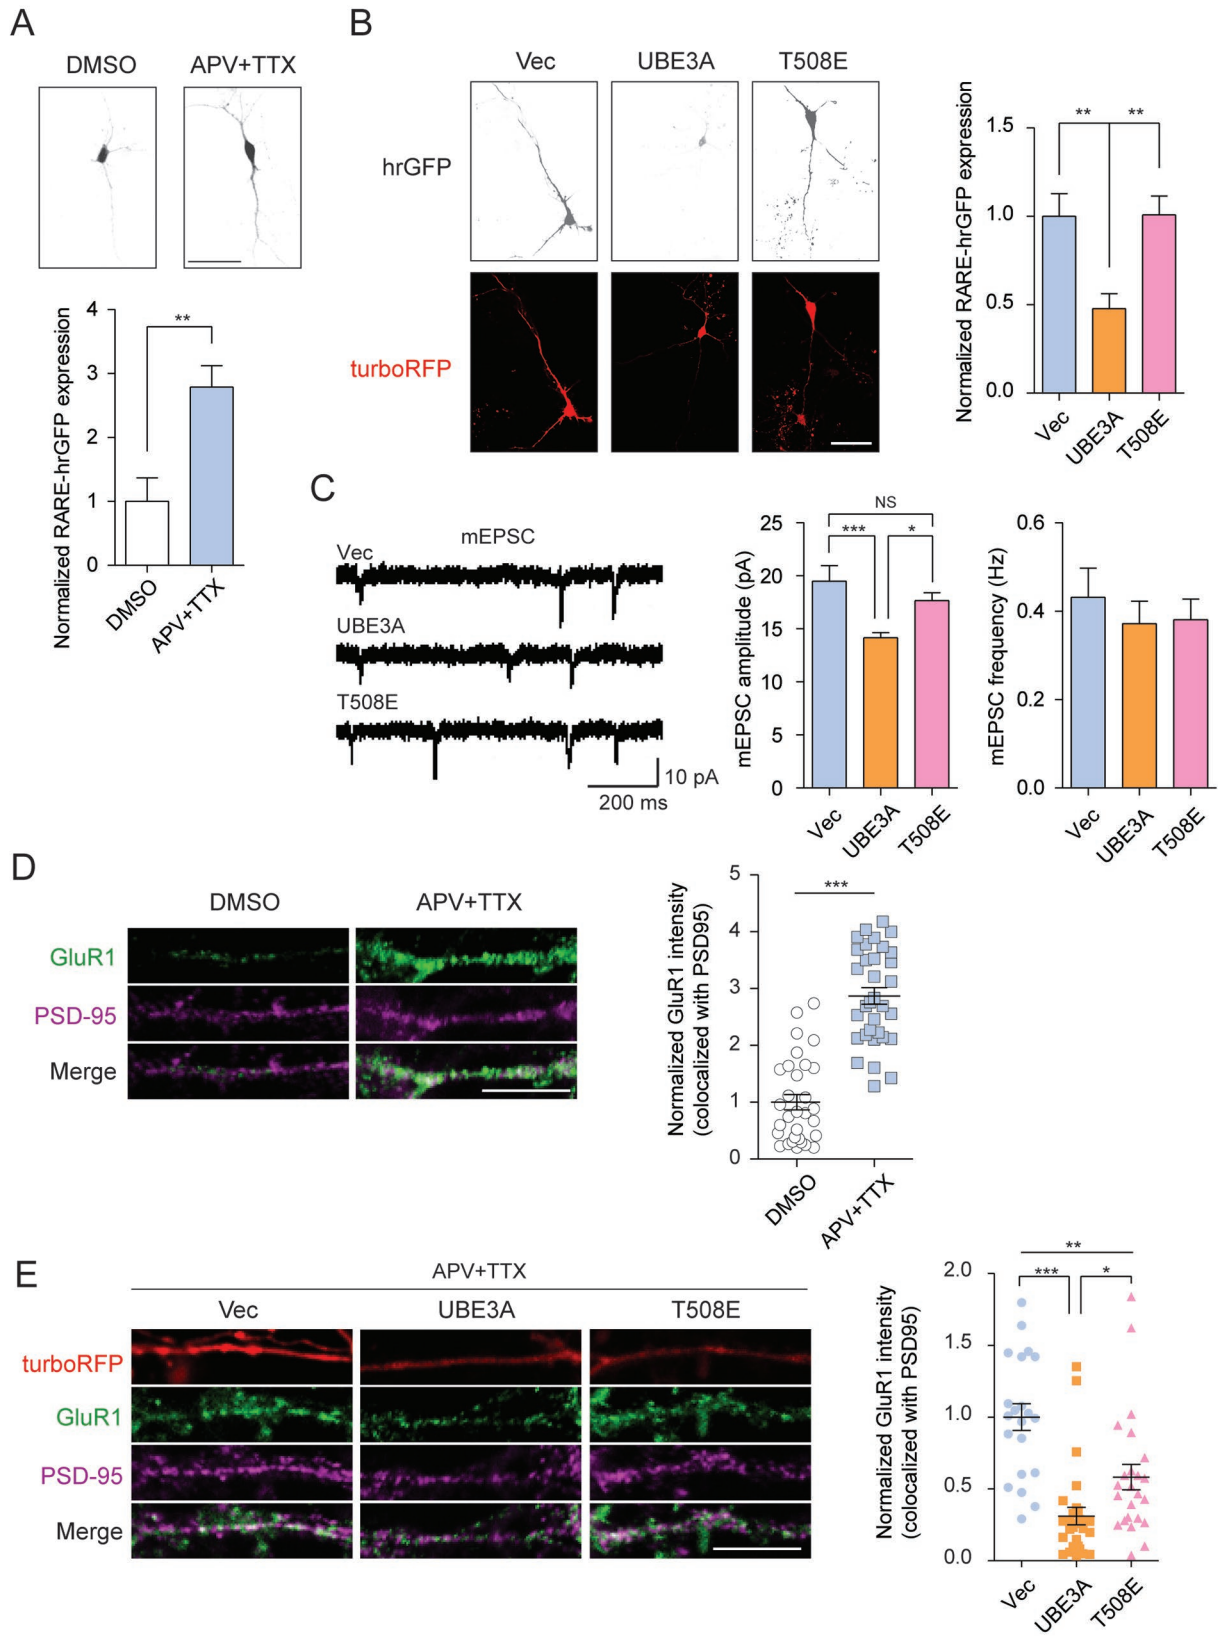 A
DMSO APV+TTX
Normalized RARE-hrGFP expression
4
3
2
1
0
**
DMSO
APV+TTX
B
Vec UBE3A T508E
hrGFP
turboRFP
Normalized RARE-hrGFP expression
1.5
1.0
0.5
0.0
** **
Vec
UBE3A
T508E
C
mEPSC
Vec
UBE3A
T508E
10 pA
200 ms
mEPSC amplitude (pA)
25
20
15
10
5
0
NS
*** *
Vec
UBE3A
T508E
mEPSC frequency (Hz)
0.6
0.4
0.2
0.0
Vec
UBE3A
T508E
D
DMSO APV+TTX
GluR1
PSD-95
Merge
Normalized GluR1 intensity
(colocalized with PSD95)
5
4
3
2
1
0
***
DMSO
APV+TTX
E
APV+TTX
Vec UBE3A T508E
turboRFP
GluR1
PSD-95
Merge
Normalized GluR1 intensity
(colocalized with PSD95)
2.0
1.5
1.0
0.5
0.0
**
*** *
Vec
UBE3A
T508E